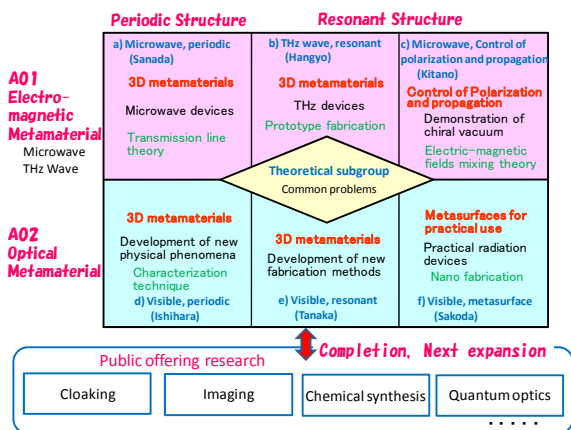 Periodic Structure
Resonant Structure
A01
Electro-
magnetic
Metamaterial
Microwave
THz Wave
a) Microwave, periodic
(Sanada)
3D metamaterials
Microwave devices
Transmission line
theory
b) THz wave, resonant
(Hangyo)
3D metamaterials
THz devices
Prototype fabrication
c) Microwave, Control of
polarization and propagation
(Kitano)
Control of Polarization
and propagation
Demonstration of
chiral vacuum
Electric-magnetic
fields mixing theory
Theoretical subgroup
Common problems
A02
Optical
Metamaterial
3D metamaterials
Development of new
physical phenomena
Characterization
technique
d) Visible, periodic
(Ishihara)
3D metamaterials
Development of new
fabrication methods
e) Visible, resonant
(Tanaka)
Metasurfaces for
practical use
Practical radiation
devices
Nano fabrication
f) Visible, metasurface
(Sakoda)
Completion, Next expansion
Public offering research
Cloaking
Imaging
Chemical synthesis
Quantum optics
. . . . .